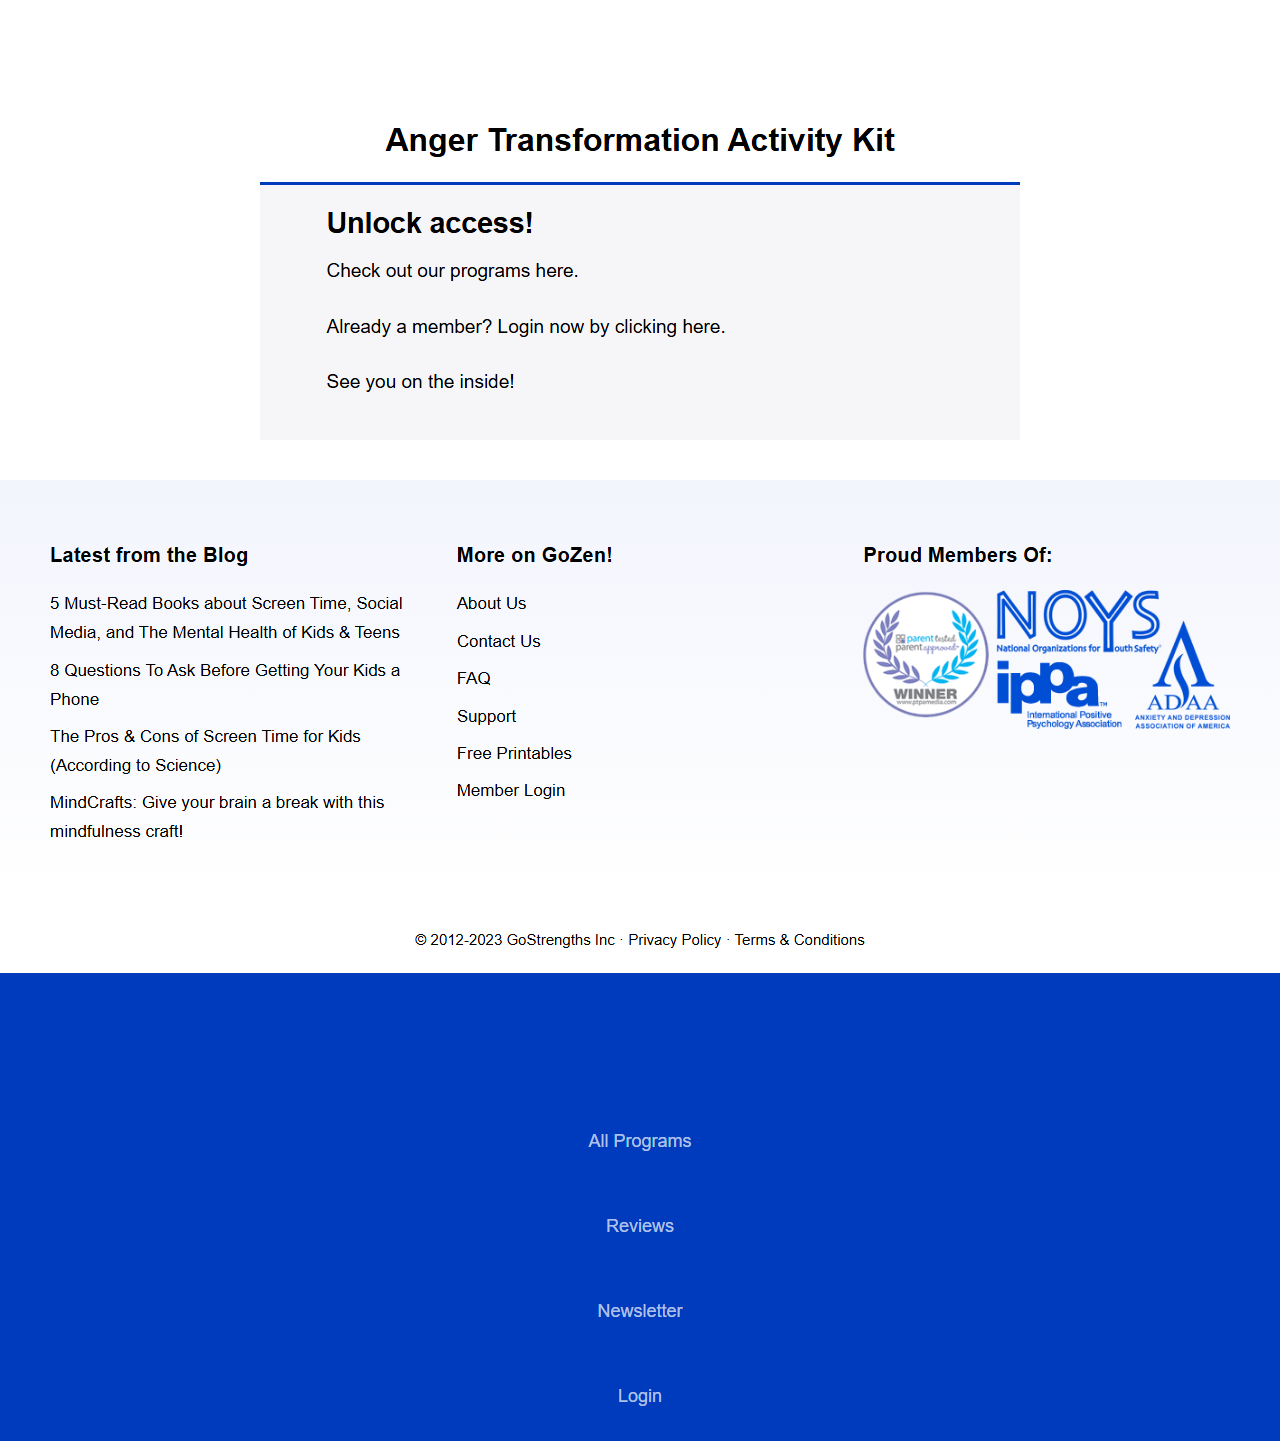 Anger Transformation Activity Kit
Unlock access!
Check out our programs here.
Already a member? Login now by clicking here.
See you on the inside!
Latest from the Blog
5 Must-Read Books about Screen Time, Social
Media, and The Mental Health of Kids & Teens
8 Questions To Ask Before Getting Your Kids a
Phone
The Pros & Cons of Screen Time for Kids
(According to Science)
MindCrafts: Give your brain a break with this
mindfulness craft!
More on GoZen!
About Us
Contact Us
FAQ
Support
Free Printables
Member Login
Proud Members Of:
parent tested
parent approved™
WINNER
www.ptpamedia.com
NOYS
National Organizations for Youth Safety®
ippa™
International Positive
Psychology Association
ADAA
ANXIETY AND DEPRESSION
ASSOCIATION OF AMERICA
© 2012-2023 GoStrengths Inc · Privacy Policy · Terms & Conditions
All Programs
Reviews
Newsletter
Login